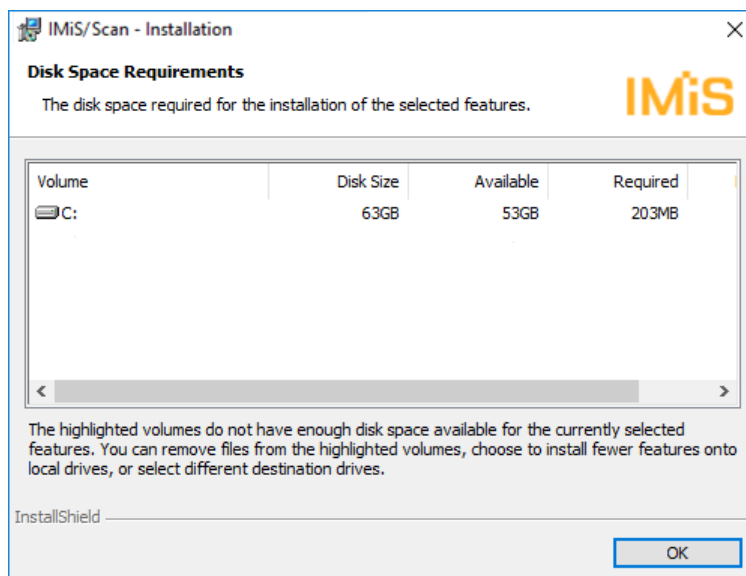 IMiS/Scan - Installation
Disk Space Requirements
The disk space required for the installation of the selected features.
IMiS
Volume Disk Size Available Required
C: 63GB 53GB 203MB
The highlighted volumes do not have enough disk space available for the currently selected
features. You can remove files from the highlighted volumes, choose to install fewer features onto
local drives, or select different destination drives.
InstallShield
OK